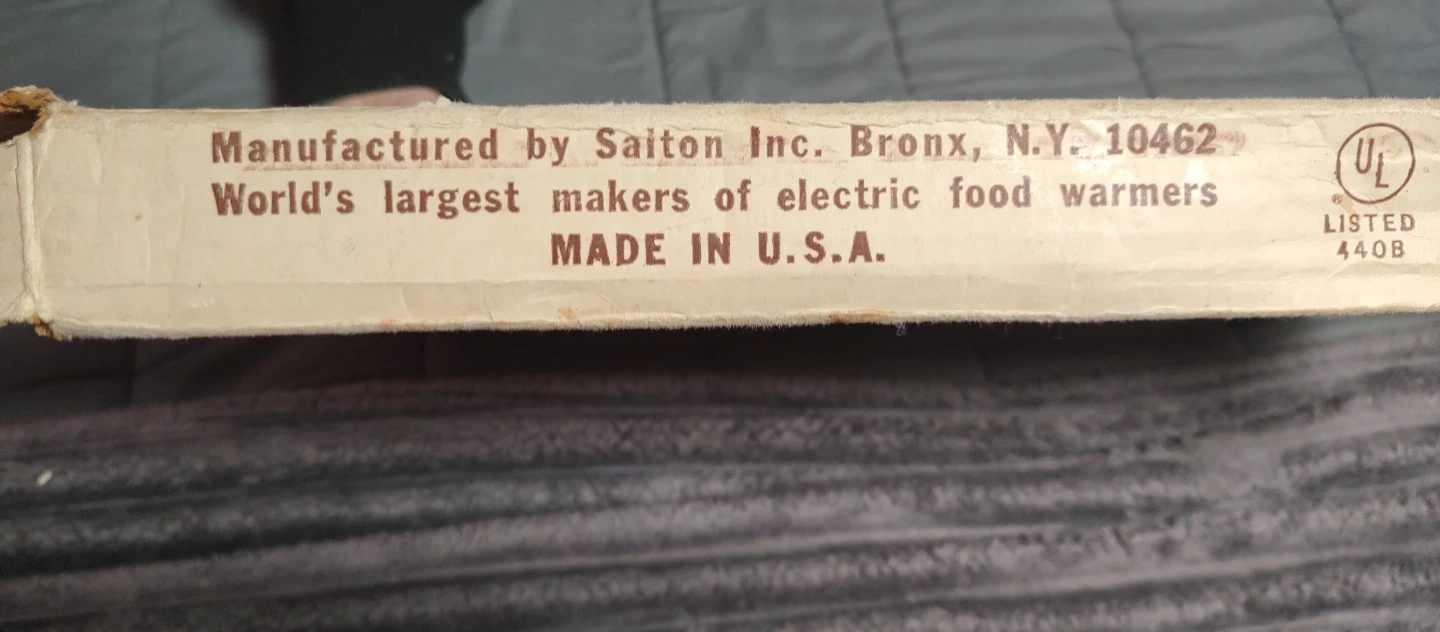 Manufactured by Salton Inc. Bronx, N.Y. 10462
World's largest makers of electric food warmers
MADE IN U.S.A.
UL
®
LISTED
440B